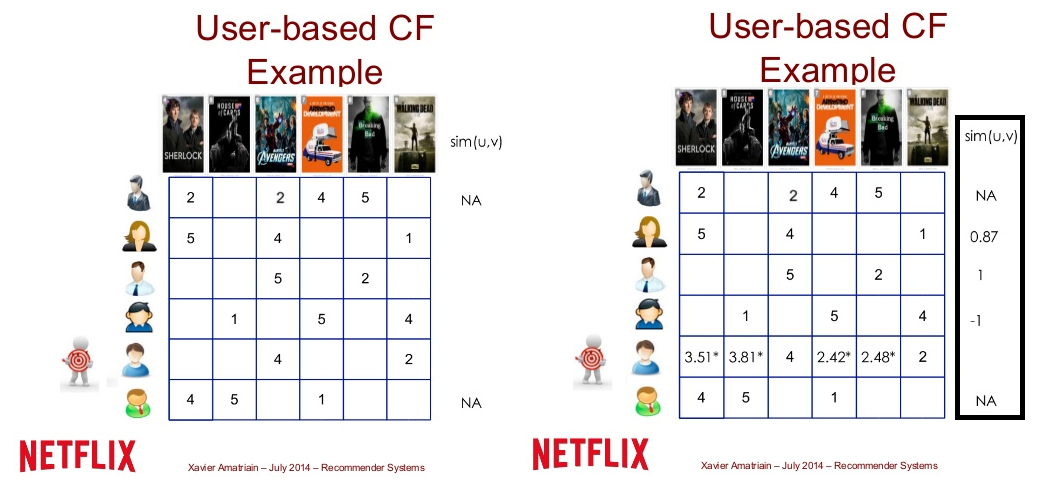 User-based CF
Example
SHERLOCK
HOUSE
of CARDS
AVENGERS
ARRESTED
DEVELOPMENT
Breaking
Bad
WALKING DEAD
sim(u,v)
2 2 4 5 NA
5 4 1
5 2
1 5 4
4 2
4 5 1 NA
NETFLIX
Xavier Amatriain – July 2014 – Recommender Systems
User-based CF
Example
SHERLOCK
HOUSE
of CARDS
AVENGERS
ARRESTED
DEVELOPMENT
Breaking
Bad
WALKING DEAD
sim(u,v)
2 2 4 5 NA
5 4 1 0.87
5 2 1
1 5 4 -1
3.51* 3.81* 4 2.42* 2.48* 2
4 5 1 NA
NETFLIX
Xavier Amatriain – July 2014 – Recommender Systems